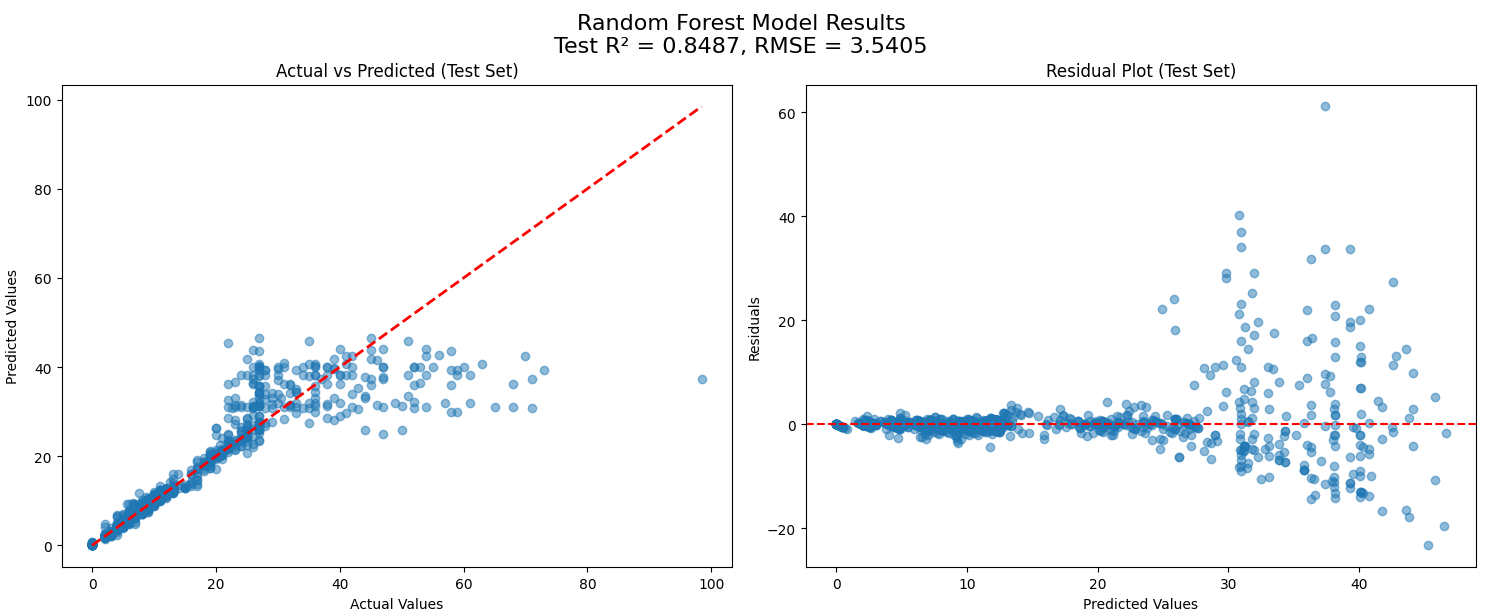 Random Forest Model Results
Test R² = 0.8487, RMSE = 3.5405
Actual vs Predicted (Test Set)
100
80
60
40
20
0
Predicted Values
0 20 40 60 80 100
Actual Values
Residual Plot (Test Set)
60
40
20
0
−20
Residuals
0 10 20 30 40
Predicted Values